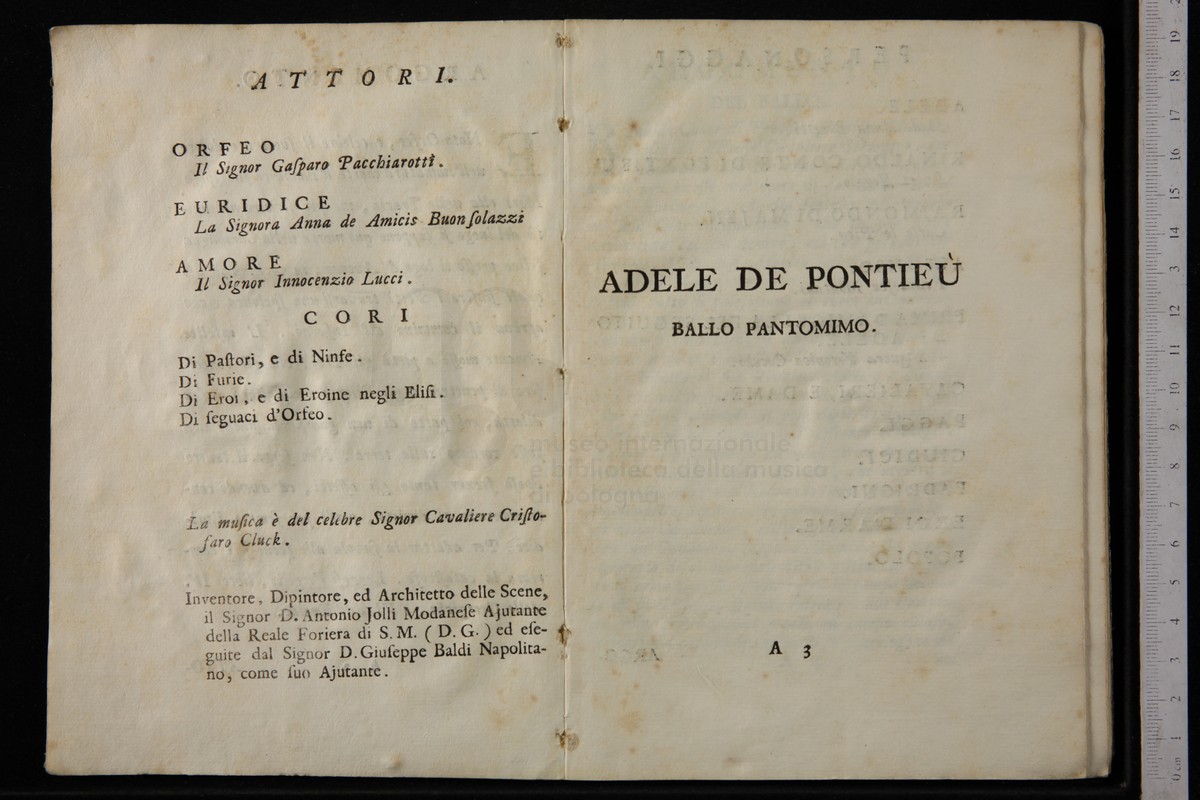 ATTORI.
ORFEO
Il Signor Gaſparo Pacchiarotti.
EURIDICE
La Signora Anna de Amicis Buonſolazzi
AMORE
Il Signor Innocenzio Lucci.
CORI
Di Paſtori, e di Ninfe.
Di Furie.
Di Eroi, e di Eroine negli Eliſi.
Di ſeguaci d'Orfeo.
La muſica è del celebre Signor Cavaliere Criſto-
faro Cluck.
Inventore, Dipintore, ed Architetto delle Scene,
il Signor D. Antonio Jolli Modaneſe Ajutante
della Reale Foriera di S.M. (D.G.) ed eſe-
guite dal Signor D.Giuſeppe Baldi Napolita-
no, come ſuo Ajutante.
ADELE DE PONTIEÙ
BALLO PANTOMIMO.
A 3
museo internazionale
e biblioteca della musica
di bologna